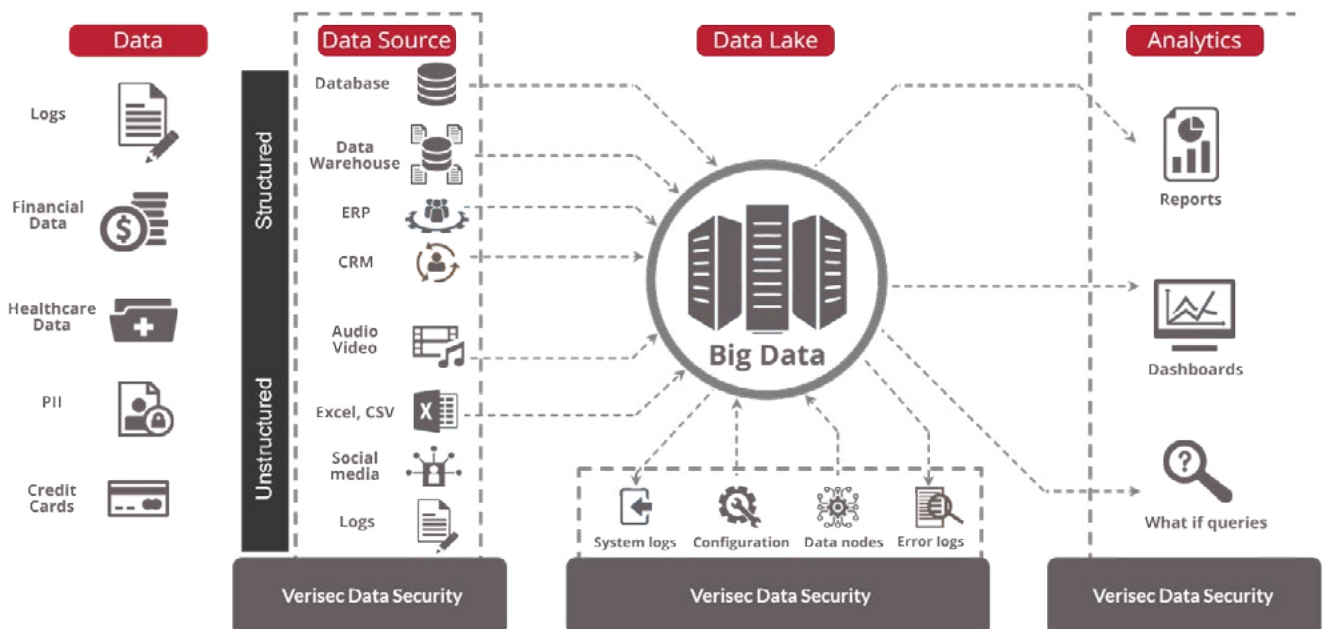 Data
Data Source
Data Lake
Analytics
Logs
Financial
Data
Healthcare
Data
PII
Credit
Cards
Structured
Unstructured
Database
Data
Warehouse
ERP
CRM
Audio
Video
Excel, CSV
X
Social
media
Logs
$
Big Data
System logs
Configuration
Data nodes
Error logs
Reports
Dashboards
?
What if queries
Verisec Data Security
Verisec Data Security
Verisec Data Security